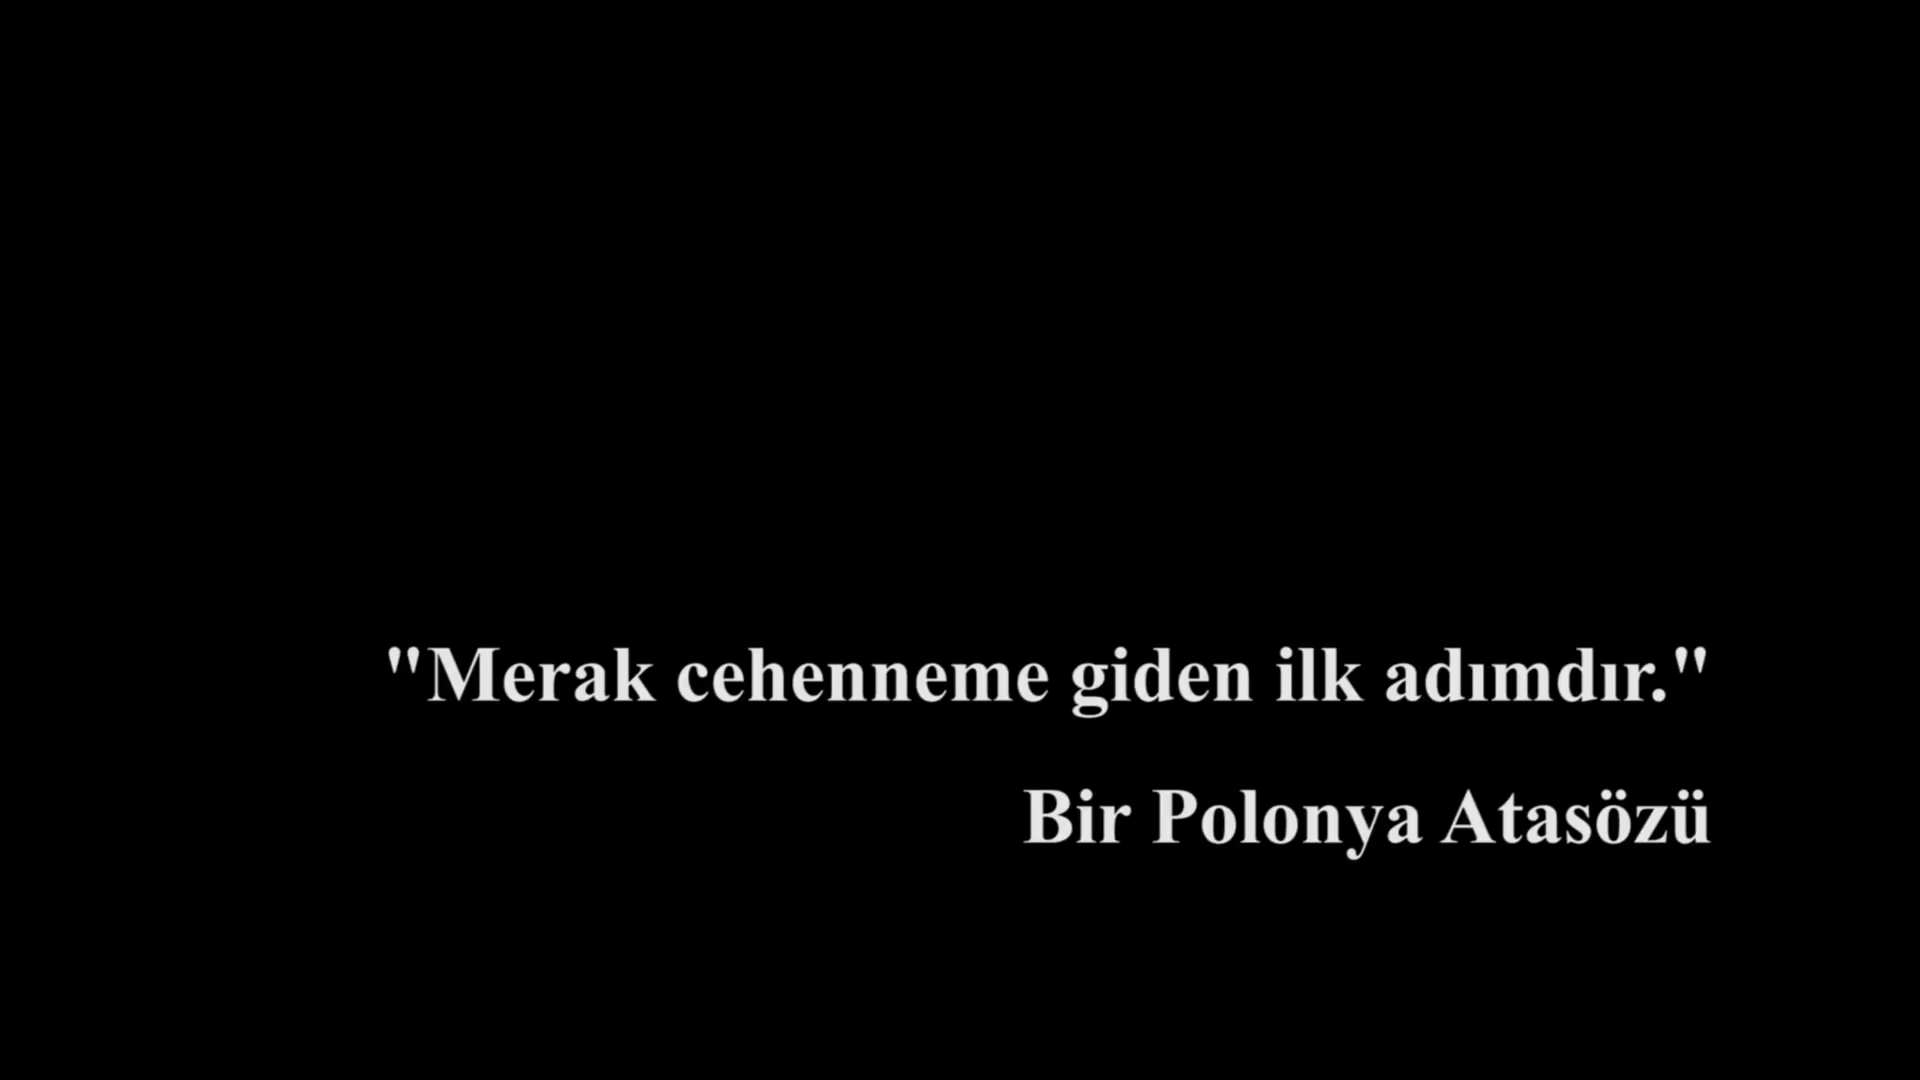 "Merak cehenneme giden ilk adımdır."
Bir Polonya Atasözü